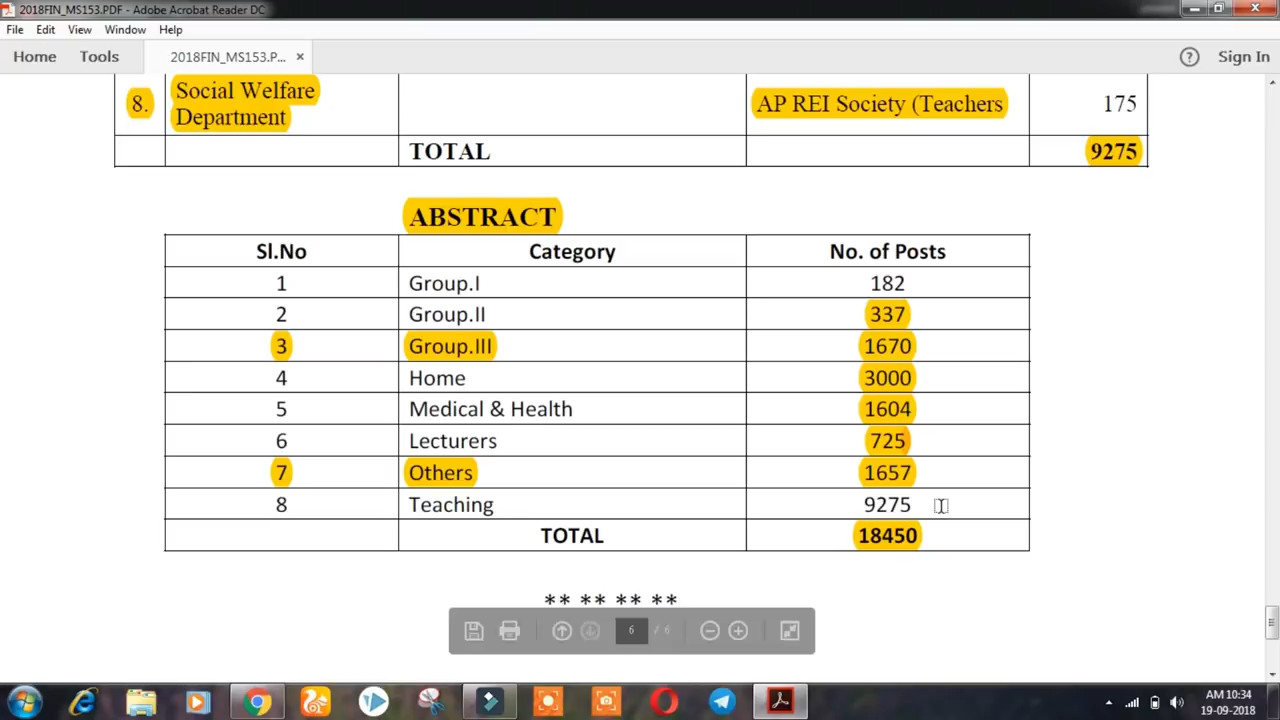 2018FIN_MS153.PDF - Adobe Acrobat Reader DC
File Edit View Window Help
Home Tools 2018FIN_MS153.P... × ? Sign In
8. Social Welfare Department AP REI Society (Teachers 175
TOTAL 9275
ABSTRACT
Sl.No Category No. of Posts
1 Group.I 182
2 Group.II 337
3 Group.III 1670
4 Home 3000
5 Medical & Health 1604
6 Lecturers 725
7 Others 1657
8 Teaching 9275
TOTAL 18450
** ** ** **
6 / 6
AM 10:34
19-09-2018